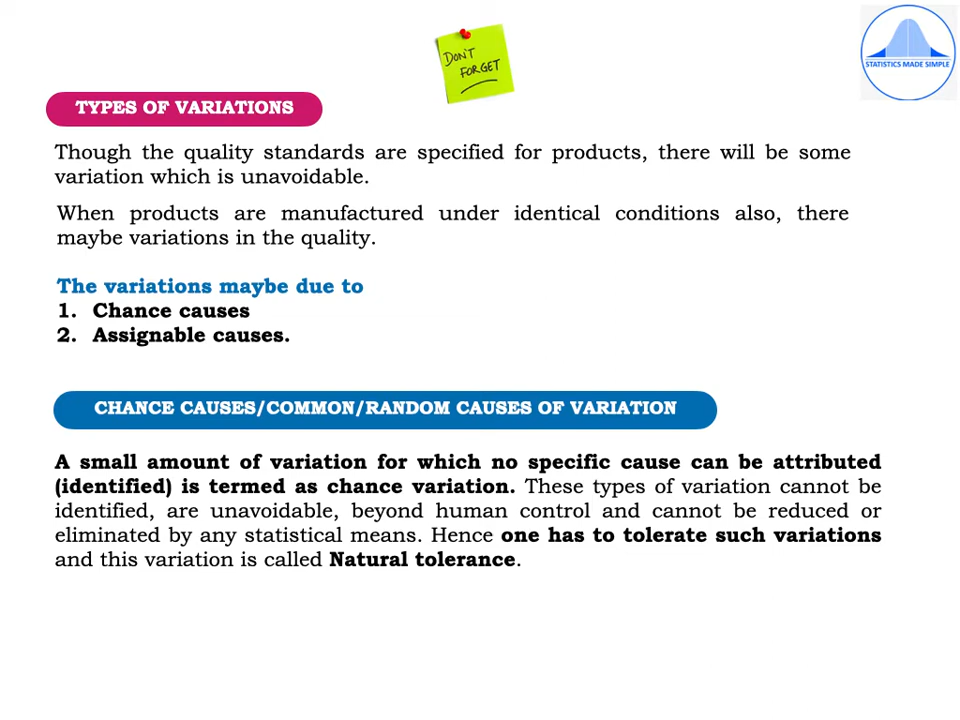 DON'T
FORGET
STATISTICS MADE SIMPLE
TYPES OF VARIATIONS
Though the quality standards are specified for products, there will be some
variation which is unavoidable.
When products are manufactured under identical conditions also, there
maybe variations in the quality.
The variations maybe due to
1. Chance causes
2. Assignable causes.
CHANCE CAUSES/COMMON/RANDOM CAUSES OF VARIATION
A small amount of variation for which no specific cause can be attributed
(identified) is termed as chance variation. These types of variation cannot be
identified, are unavoidable, beyond human control and cannot be reduced or
eliminated by any statistical means. Hence one has to tolerate such variations
and this variation is called Natural tolerance.